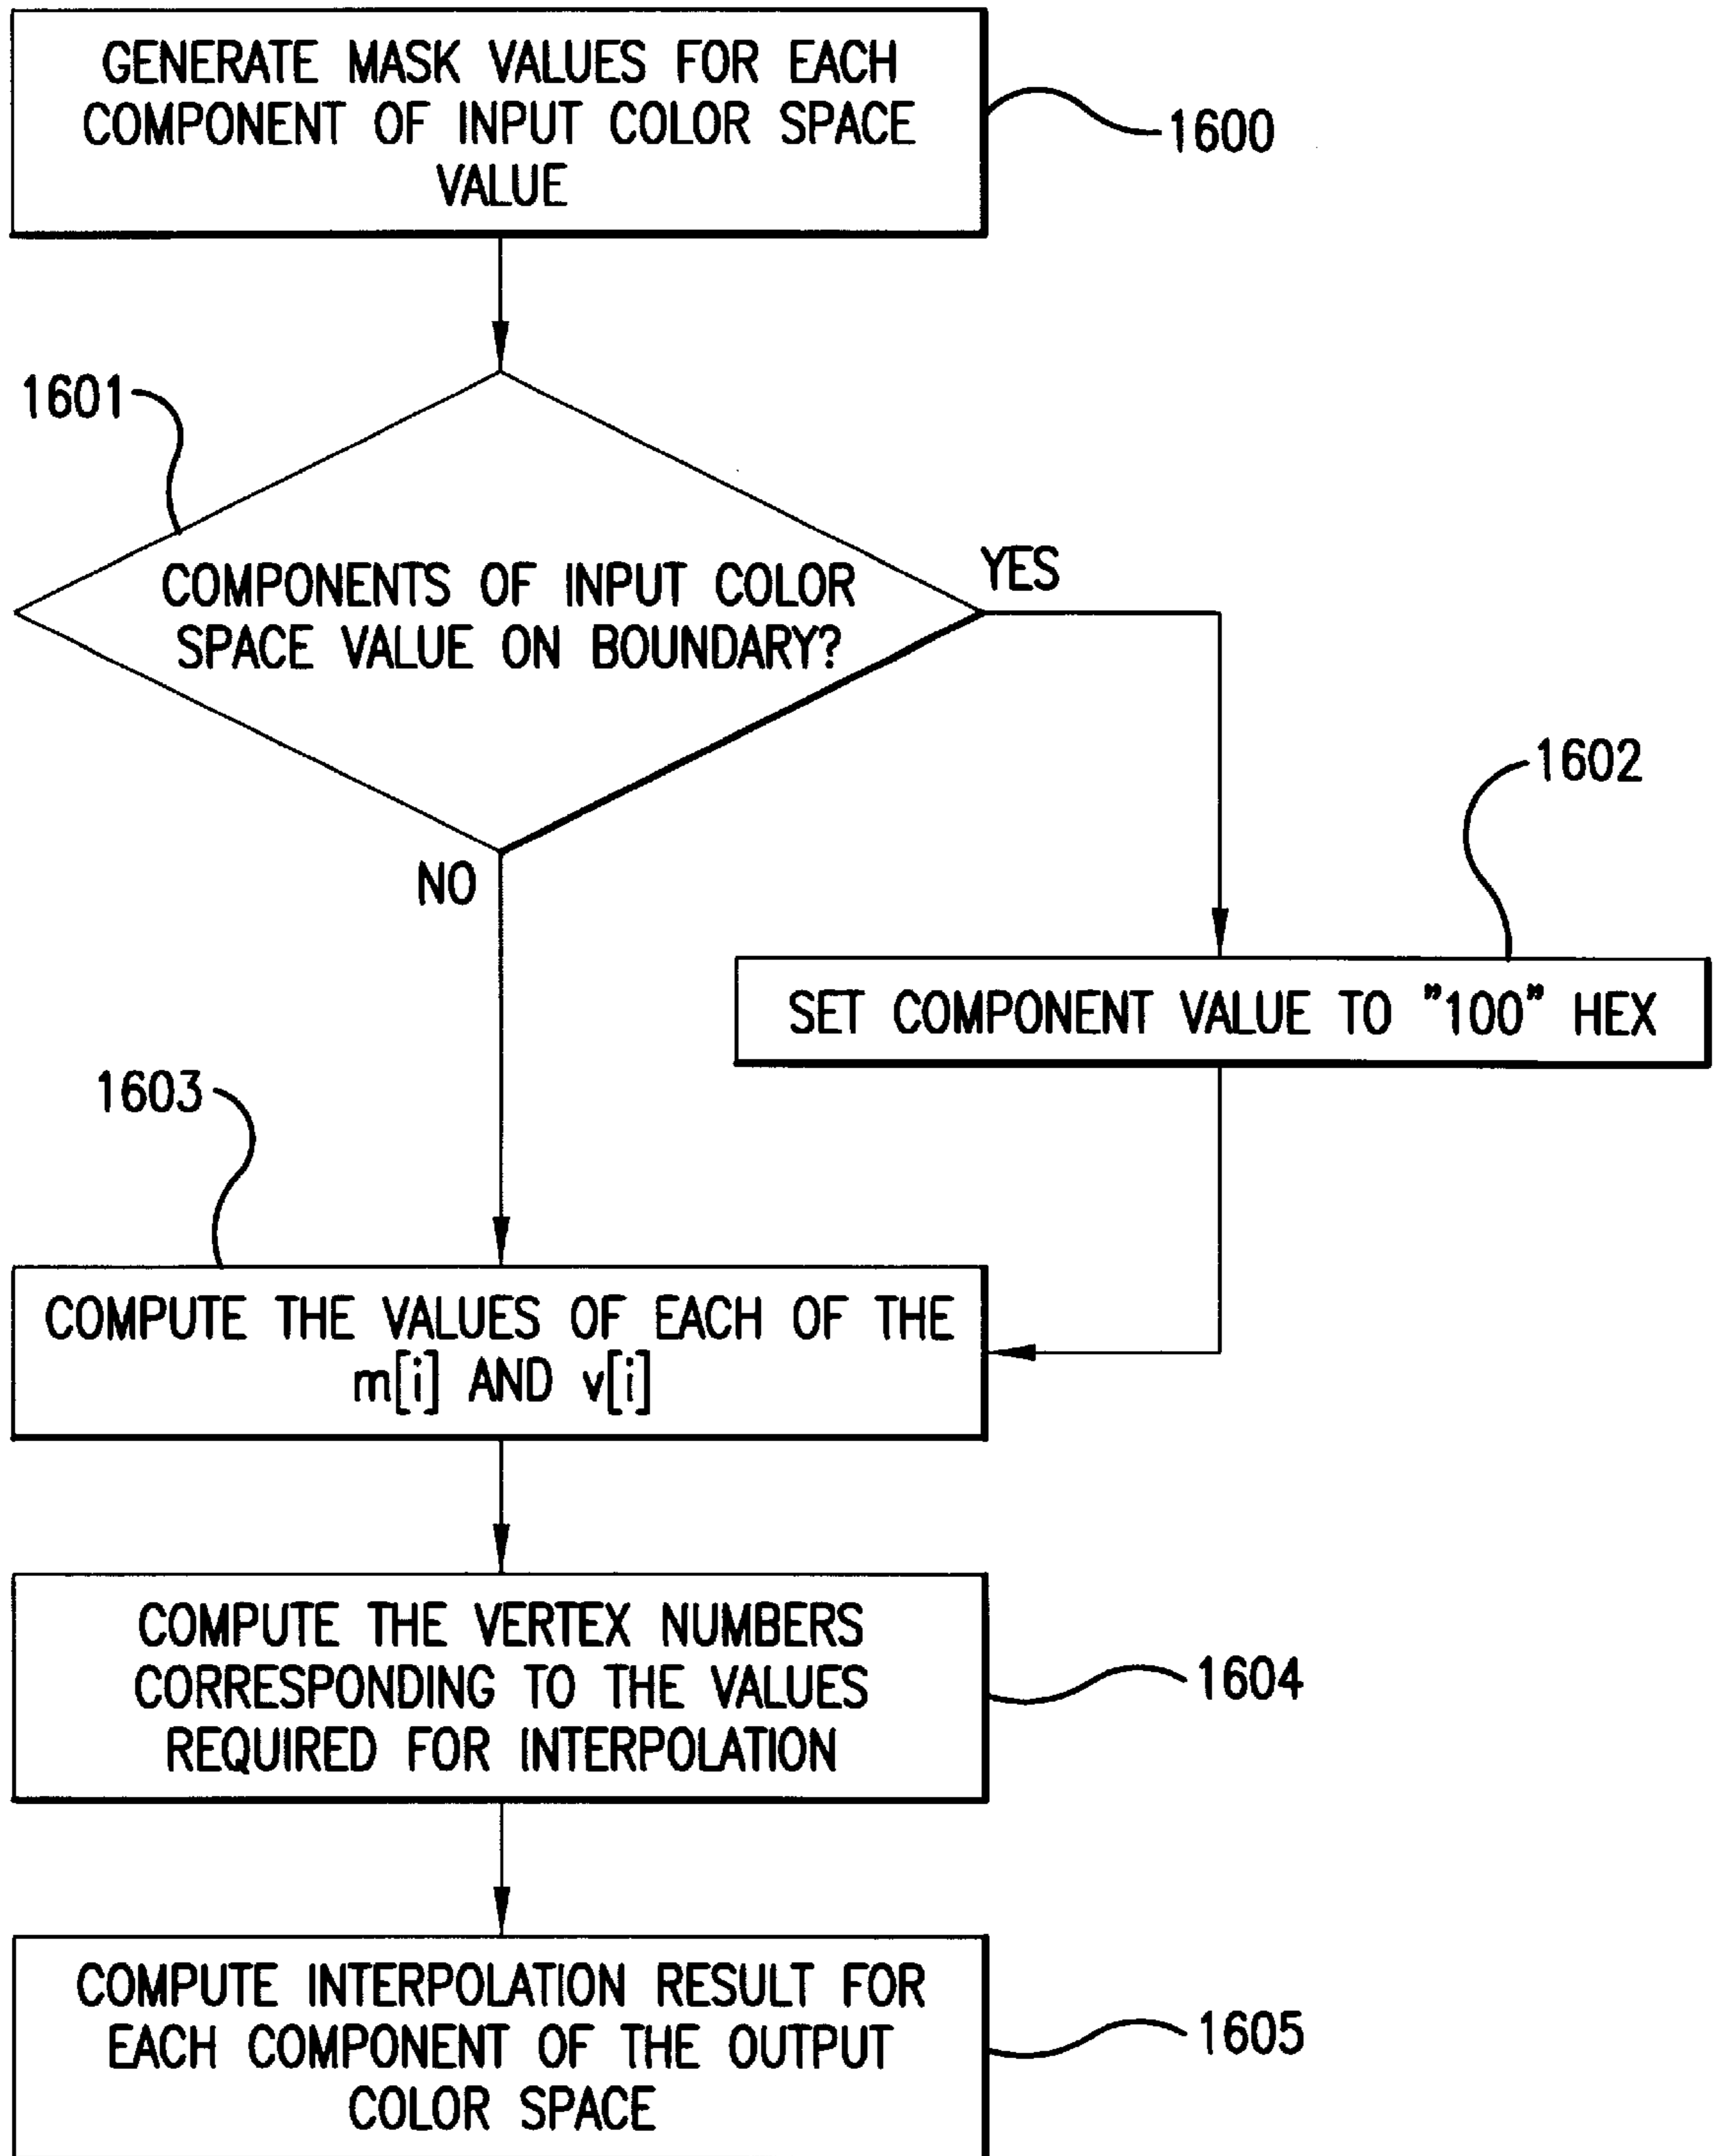 GENERATE MASK VALUES FOR EACH
COMPONENT OF INPUT COLOR SPACE
VALUE
1600
1601
COMPONENTS OF INPUT COLOR
SPACE VALUE ON BOUNDARY?
YES
NO
1602
SET COMPONENT VALUE TO "100" HEX
1603
COMPUTE THE VALUES OF EACH OF THE
m[i] AND v[i]
COMPUTE THE VERTEX NUMBERS
CORRESPONDING TO THE VALUES
REQUIRED FOR INTERPOLATION
1604
COMPUTE INTERPOLATION RESULT FOR
EACH COMPONENT OF THE OUTPUT
COLOR SPACE
1605